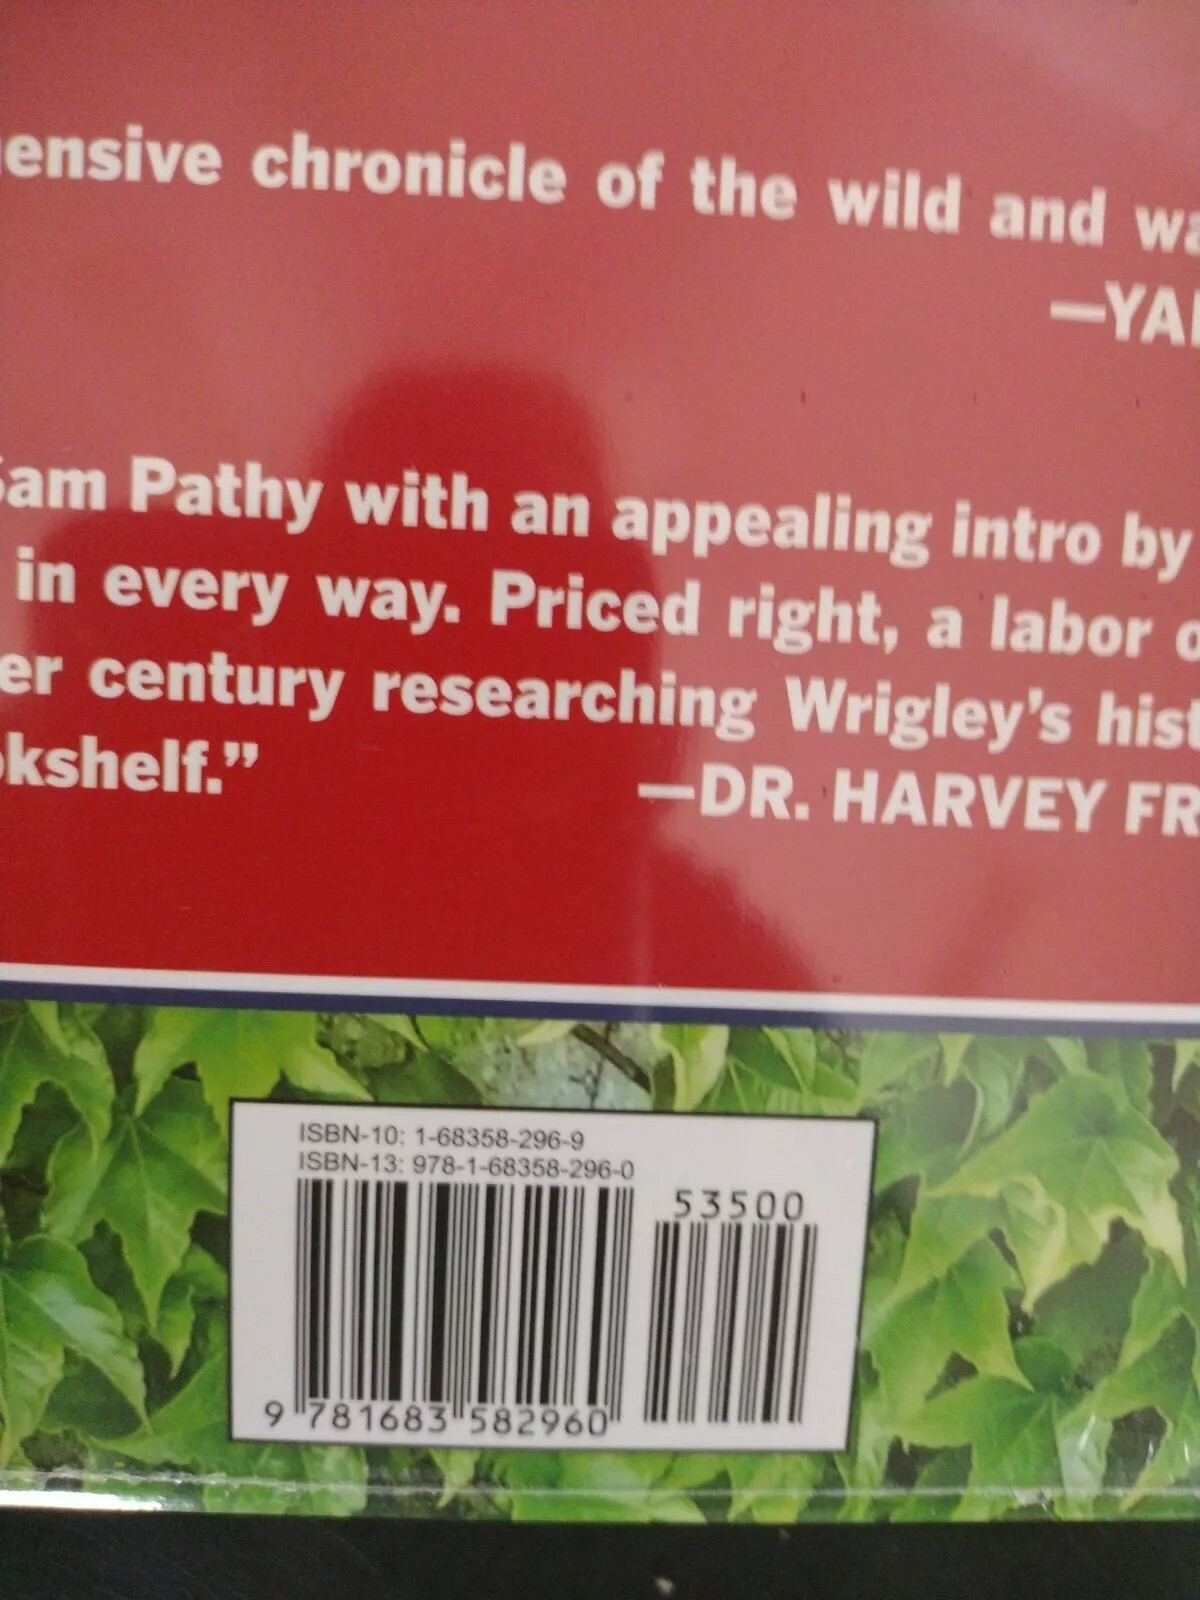 ensive chronicle of the wild and wa
—YA
Sam Pathy with an appealing intro by
in every way. Priced right, a labor o
er century researching Wrigley's hist
okshelf.”
—DR. HARVEY FR
ISBN-10: 1-68358-296-9
ISBN-13: 978-1-68358-296-0
53500
9 781683 582960